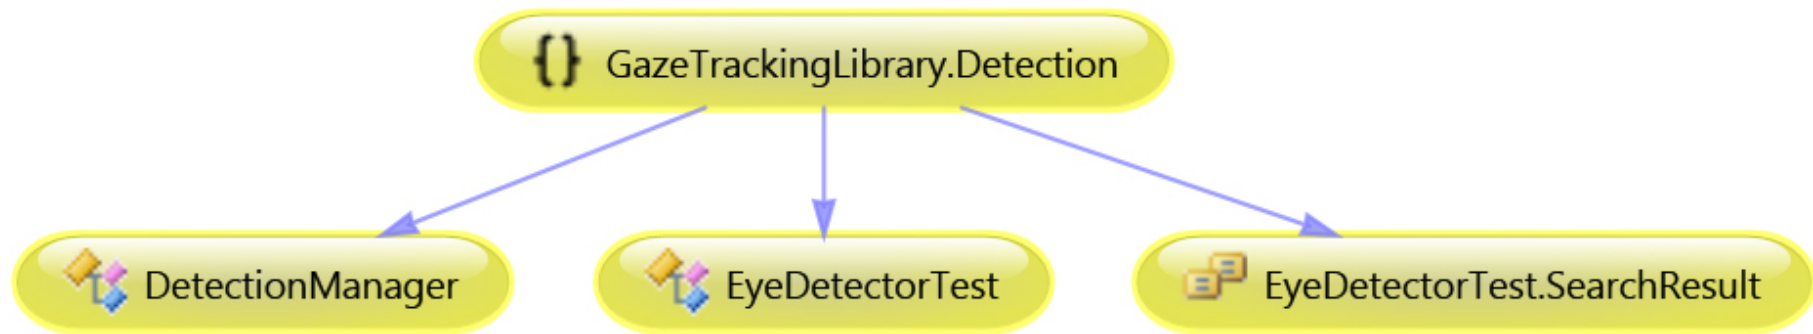 {} GazeTrackingLibrary.Detection
DetectionManager
EyeDetectorTest
EyeDetectorTest.SearchResult